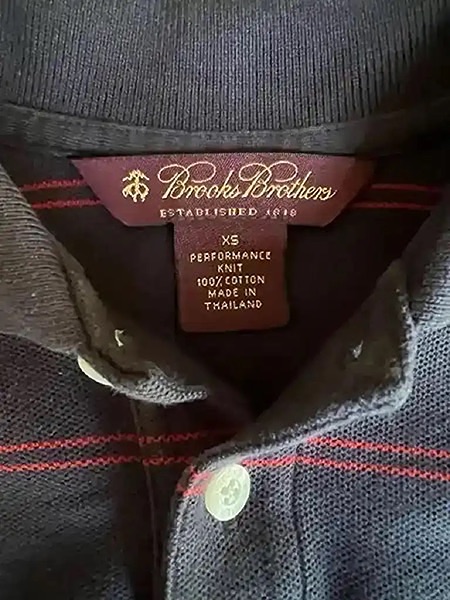 Brooks Brothers
ESTABLISHED 1818
XS
PERFORMANCE
KNIT
100% COTTON
MADE IN
THAILAND